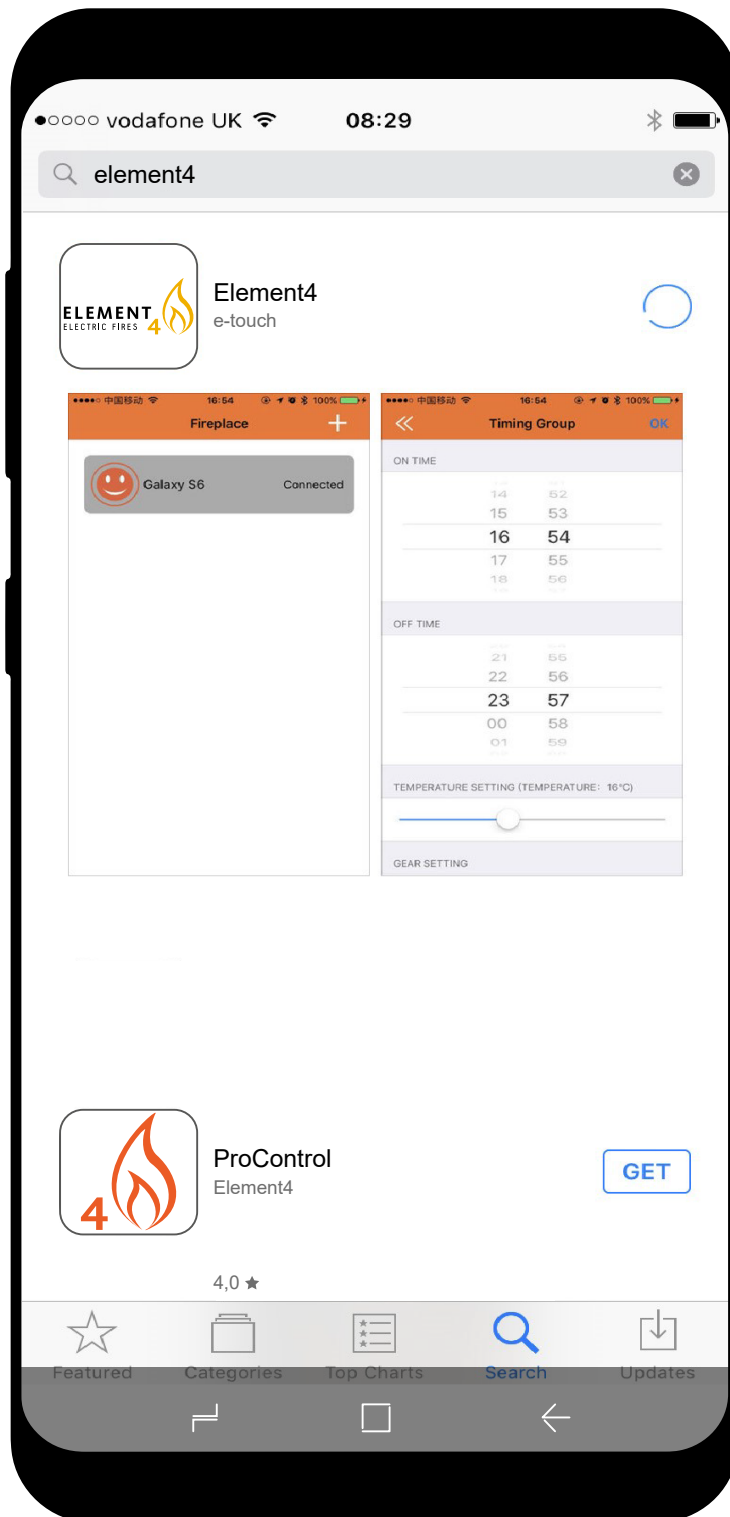 vodafone UK 08:29
element4
ELEMENT 4
ELECTRIC FIRES
Element4
e-touch
中国移动 16:54 100%
Fireplace +
Galaxy S6 Connected
中国移动 16:54 100%
Timing Group OK
ON TIME
14 52
15 53
16 54
17 55
18 56
OFF TIME
21 55
22 56
23 57
00 58
01 59
TEMPERATURE SETTING (TEMPERATURE: 16°C)
GEAR SETTING
4
ProControl
Element4
GET
4,0 ★
Featured Categories Top Charts Search Updates